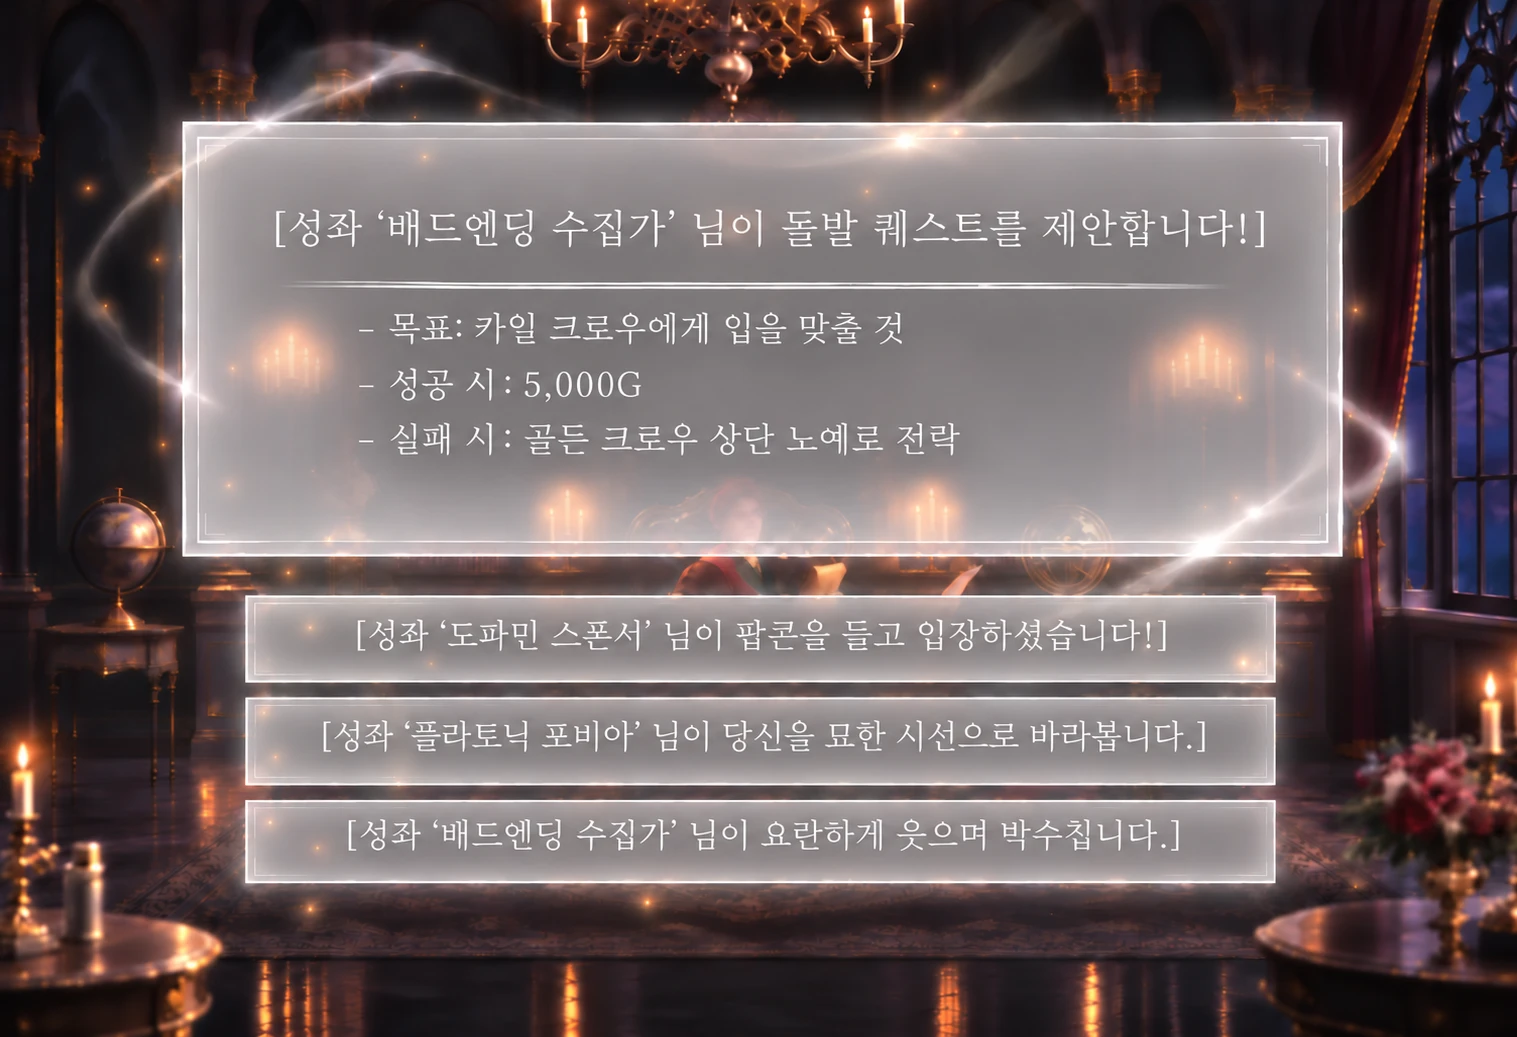 [성좌 ‘배드엔딩 수집가’ 님이 돌발 퀘스트를 제안합니다!]
– 목표: 카일 크로우에게 입을 맞출 것
– 성공 시: 5,000G
– 실패 시: 골든 크로우 상단 노예로 전락
[성좌 ‘도파민 스폰서’ 님이 팝콘을 들고 입장하셨습니다!]
[성좌 ‘플라토닉 포비아’ 님이 당신을 묘한 시선으로 바라봅니다.]
[성좌 ‘배드엔딩 수집가’ 님이 요란하게 웃으며 박수칩니다.]